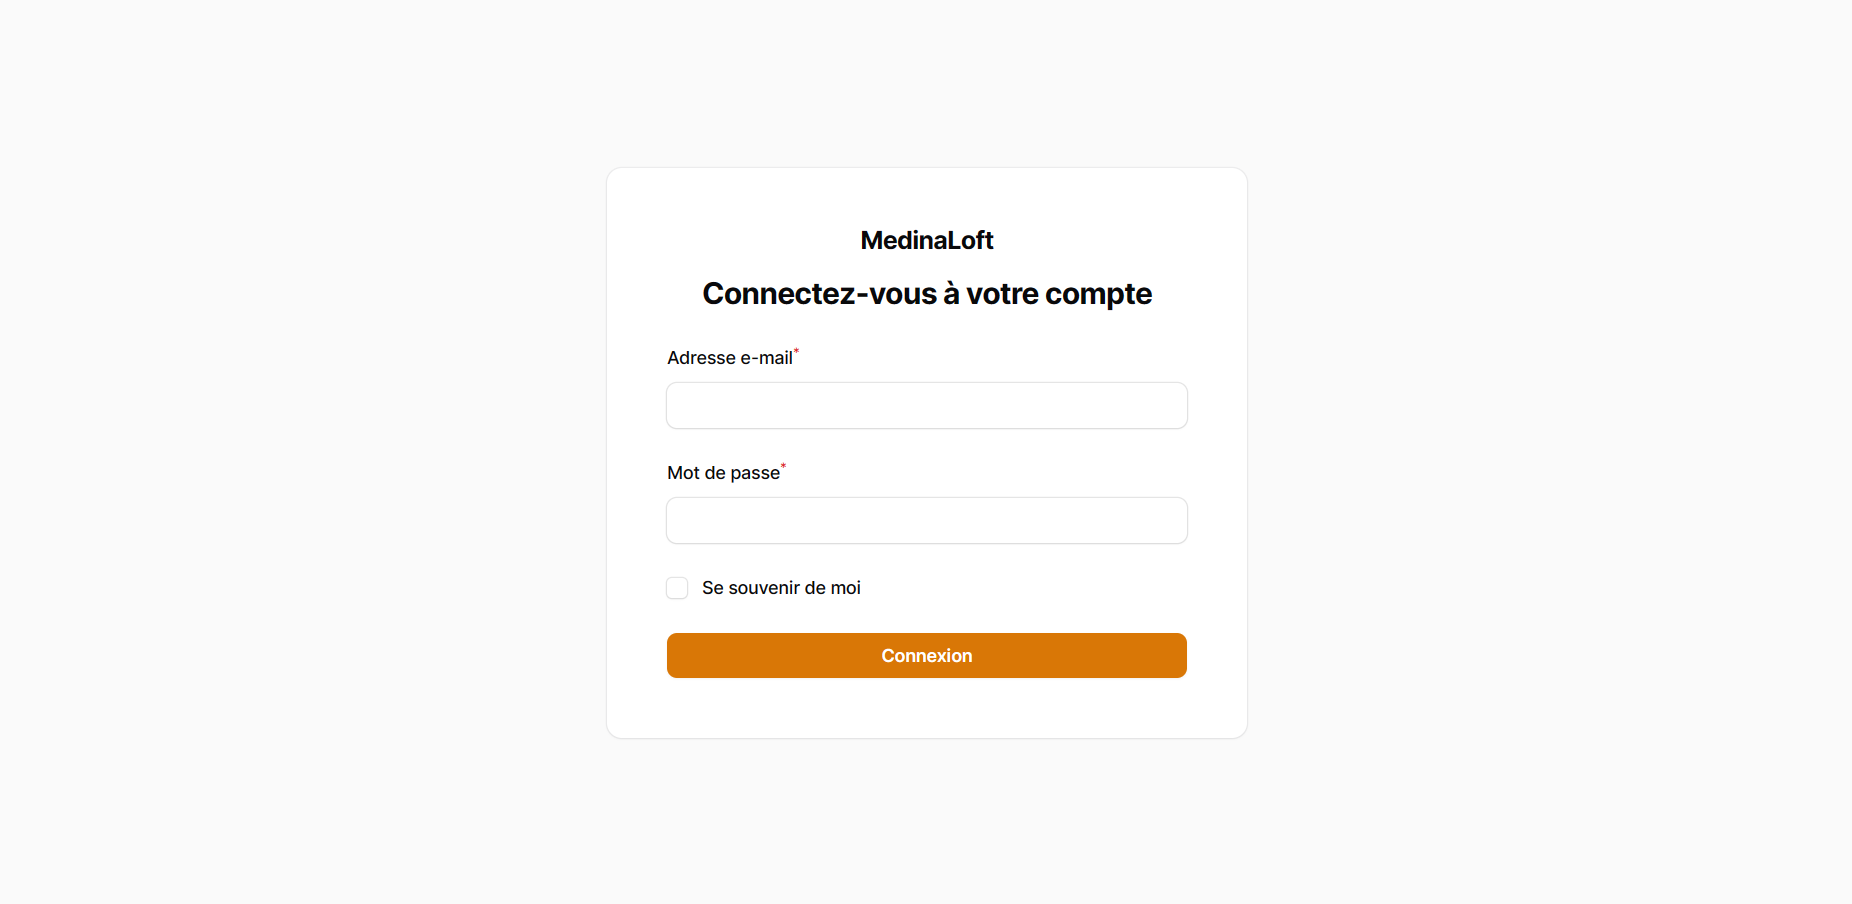 MedinaLoft
Connectez-vous à votre compte
Adresse e-mail*
Mot de passe*
Se souvenir de moi
Connexion